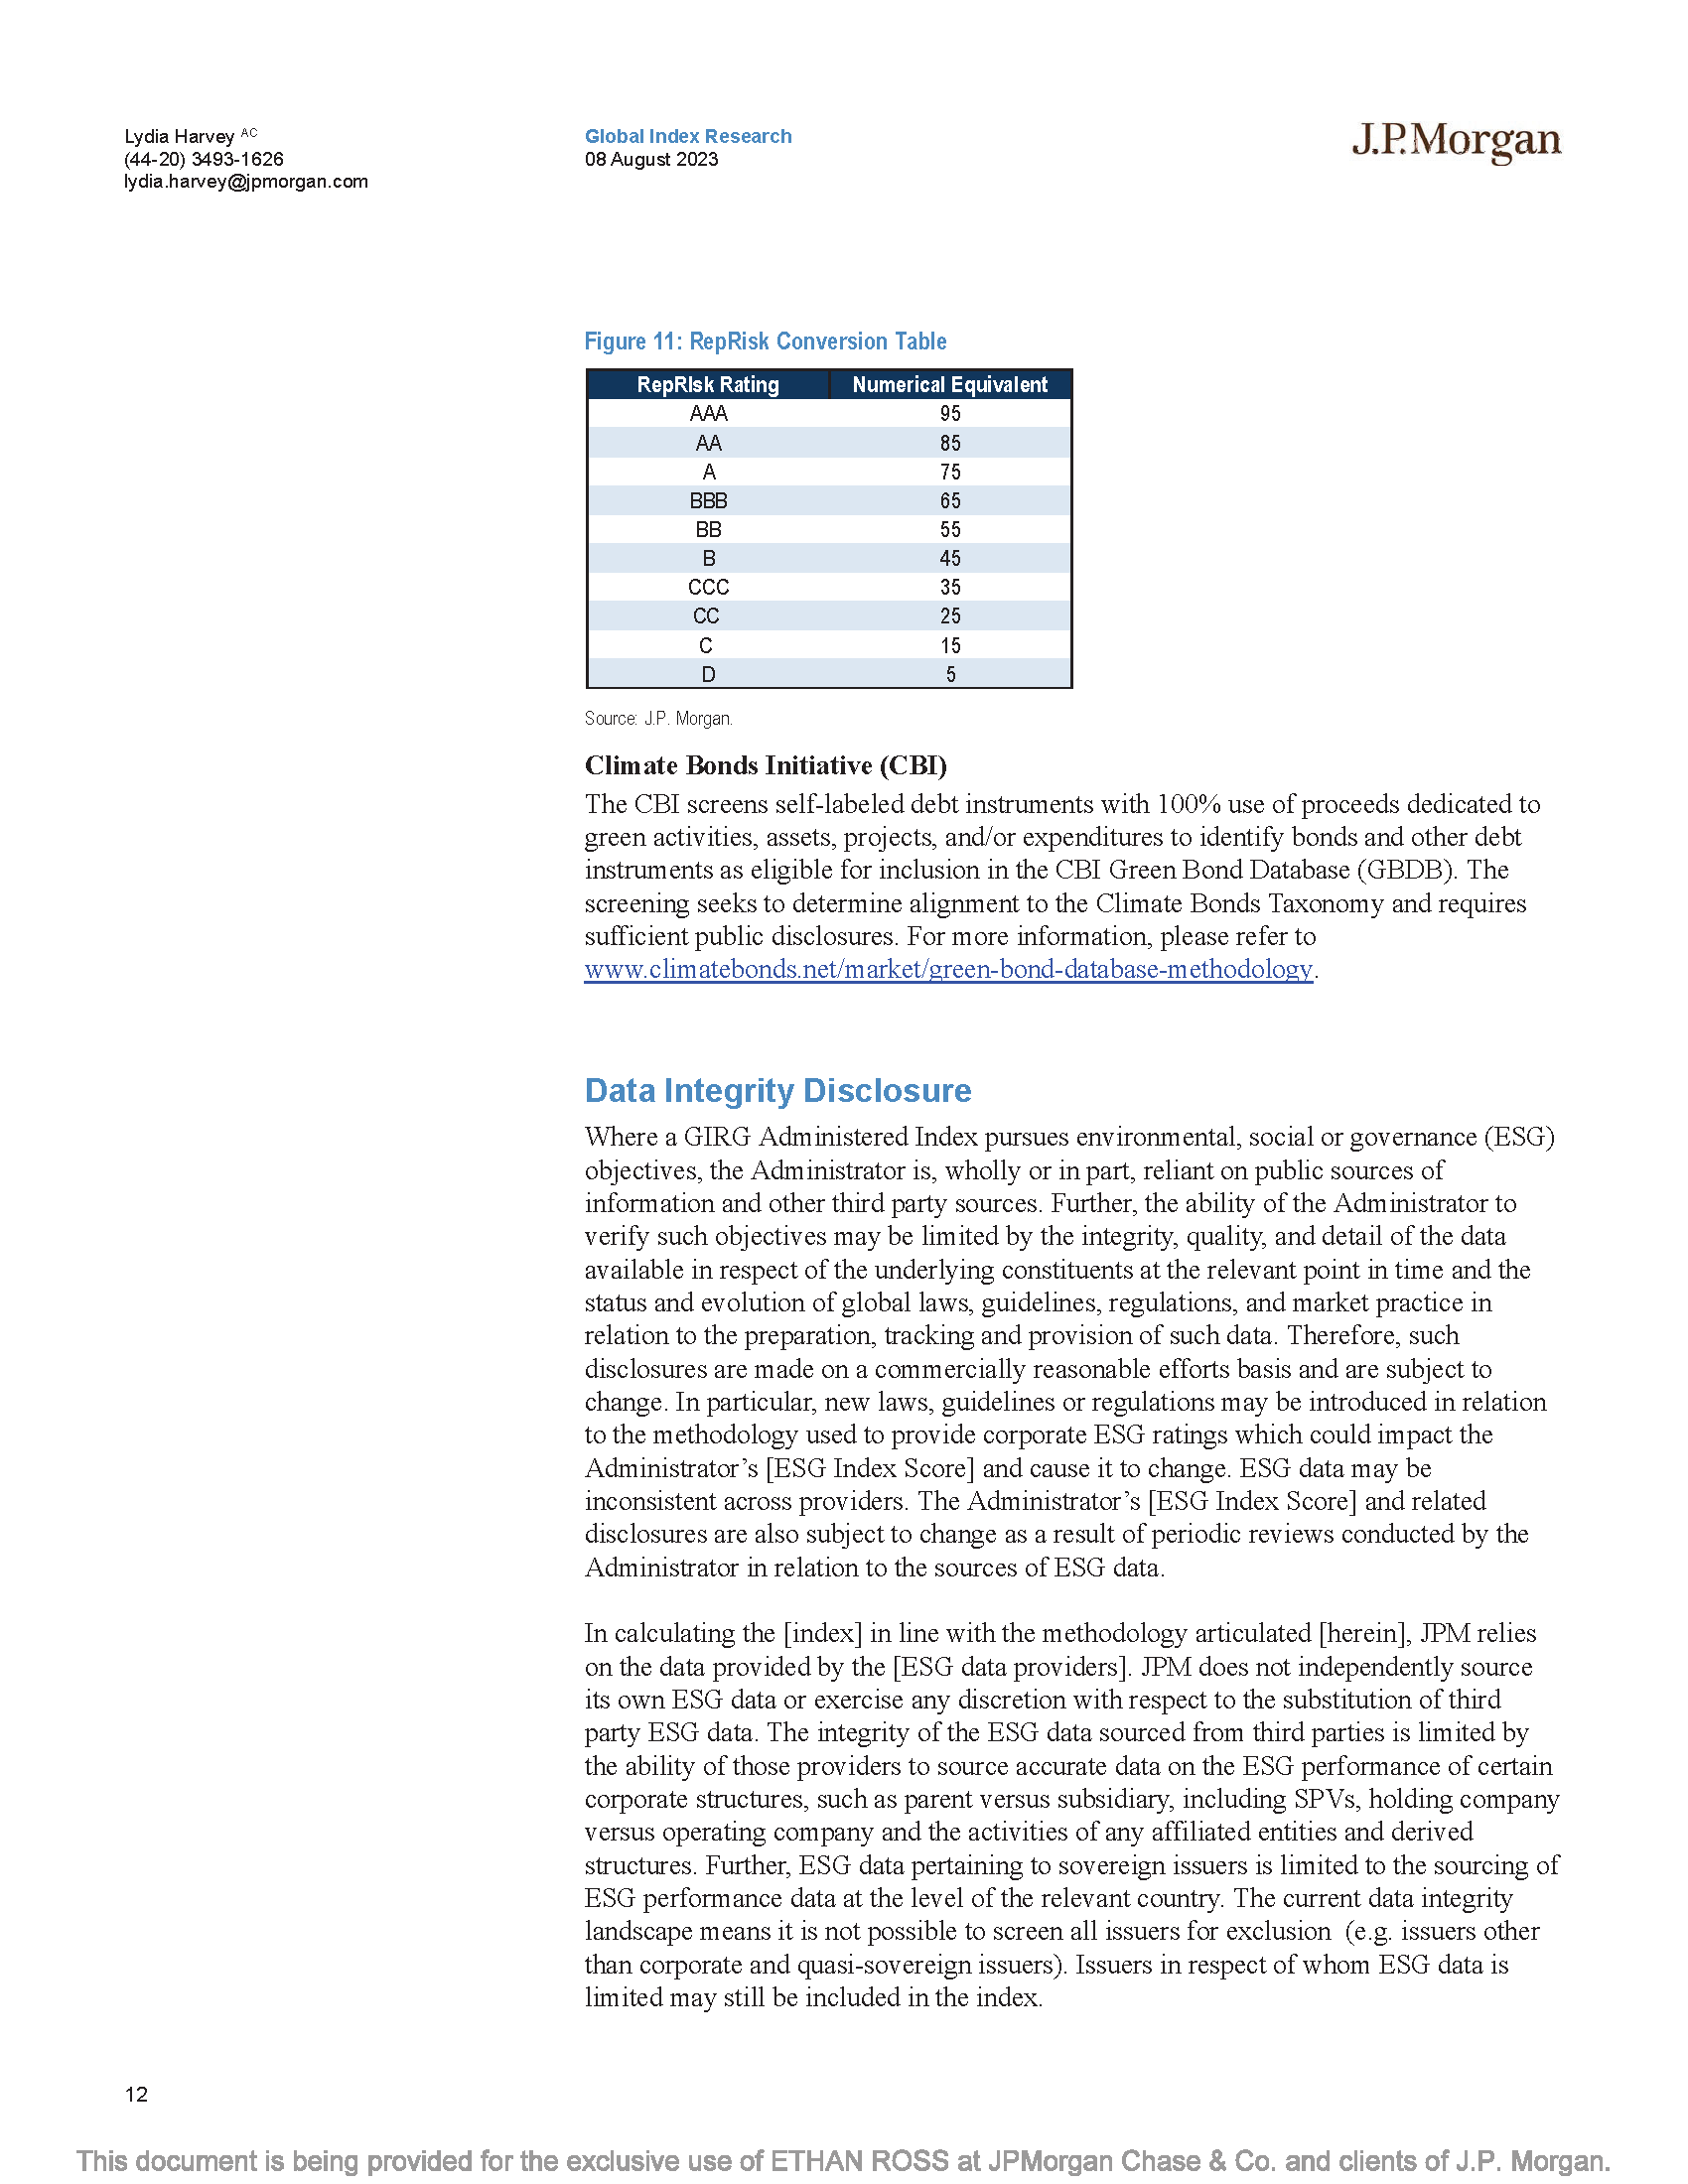 Lydia Harvey AC
(44-20) 3493-1626
lydia.harvey@jpmorgan.com
Global Index Research
08 August 2023
J.P.Morgan
Figure 11: RepRisk Conversion Table
RepRIsk Rating Numerical Equivalent
AAA 95
AA 85
A 75
BBB 65
BB 55
B 45
CCC 35
CC 25
C 15
D 5
Source: J.P. Morgan.
Climate Bonds Initiative (CBI)
The CBI screens self-labeled debt instruments with 100% use of proceeds dedicated to
green activities, assets, projects, and/or expenditures to identify bonds and other debt
instruments as eligible for inclusion in the CBI Green Bond Database (GBDB). The
screening seeks to determine alignment to the Climate Bonds Taxonomy and requires
sufficient public disclosures. For more information, please refer to
www.climatebonds.net/market/green-bond-database-methodology.
Data Integrity Disclosure
Where a GIRG Administered Index pursues environmental, social or governance (ESG)
objectives, the Administrator is, wholly or in part, reliant on public sources of
information and other third party sources. Further, the ability of the Administrator to
verify such objectives may be limited by the integrity, quality, and detail of the data
available in respect of the underlying constituents at the relevant point in time and the
status and evolution of global laws, guidelines, regulations, and market practice in
relation to the preparation, tracking and provision of such data. Therefore, such
disclosures are made on a commercially reasonable efforts basis and are subject to
change. In particular, new laws, guidelines or regulations may be introduced in relation
to the methodology used to provide corporate ESG ratings which could impact the
Administrator’s [ESG Index Score] and cause it to change. ESG data may be
inconsistent across providers. The Administrator’s [ESG Index Score] and related
disclosures are also subject to change as a result of periodic reviews conducted by the
Administrator in relation to the sources of ESG data.
In calculating the [index] in line with the methodology articulated [herein], JPM relies
on the data provided by the [ESG data providers]. JPM does not independently source
its own ESG data or exercise any discretion with respect to the substitution of third
party ESG data. The integrity of the ESG data sourced from third parties is limited by
the ability of those providers to source accurate data on the ESG performance of certain
corporate structures, such as parent versus subsidiary, including SPVs, holding company
versus operating company and the activities of any affiliated entities and derived
structures. Further, ESG data pertaining to sovereign issuers is limited to the sourcing of
ESG performance data at the level of the relevant country. The current data integrity
landscape means it is not possible to screen all issuers for exclusion (e.g. issuers other
than corporate and quasi-sovereign issuers). Issuers in respect of whom ESG data is
limited may still be included in the index.
12
This document is being provided for the exclusive use of ETHAN ROSS at JPMorgan Chase & Co. and clients of J.P. Morgan.